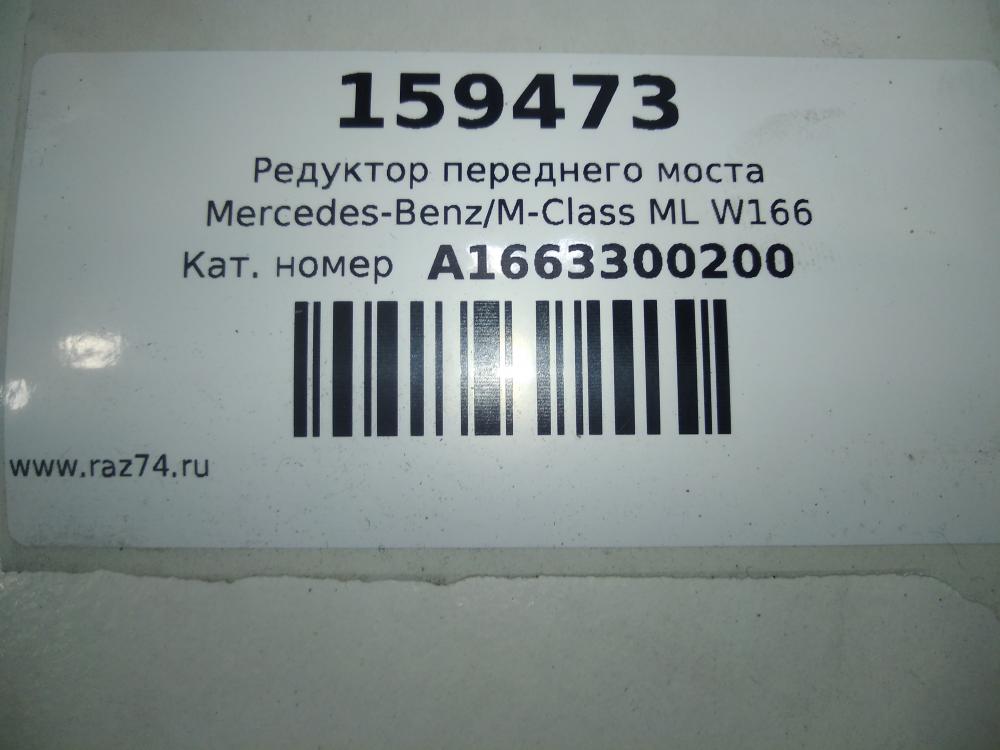 159473
Редуктор переднего моста
Mercedes-Benz/M-Class ML W166
Кат. номер A1663300200
www.raz74.ru